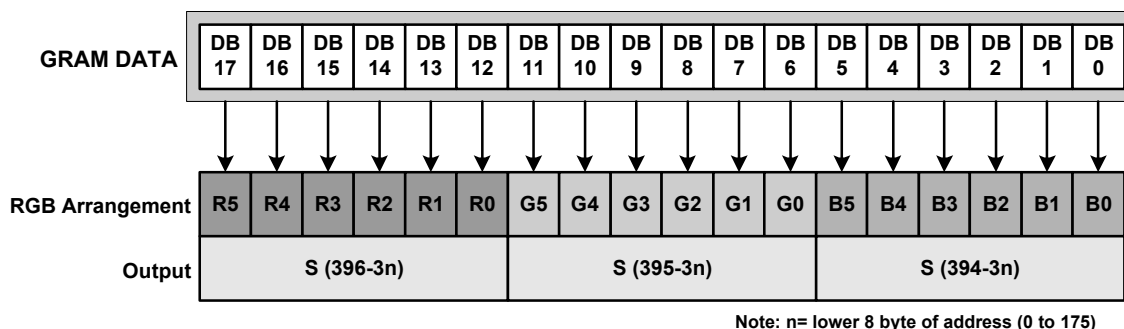 GRAM DATA DB 17 DB 16 DB 15 DB 14 DB 13 DB 12 DB 11 DB 10 DB 9 DB 8 DB 7 DB 6 DB 5 DB 4 DB 3 DB 2 DB 1 DB 0
RGB Arrangement R5 R4 R3 R2 R1 R0 G5 G4 G3 G2 G1 G0 B5 B4 B3 B2 B1 B0
Output S (396-3n) S (395-3n) S (394-3n)
Note: n= lower 8 byte of address (0 to 175)